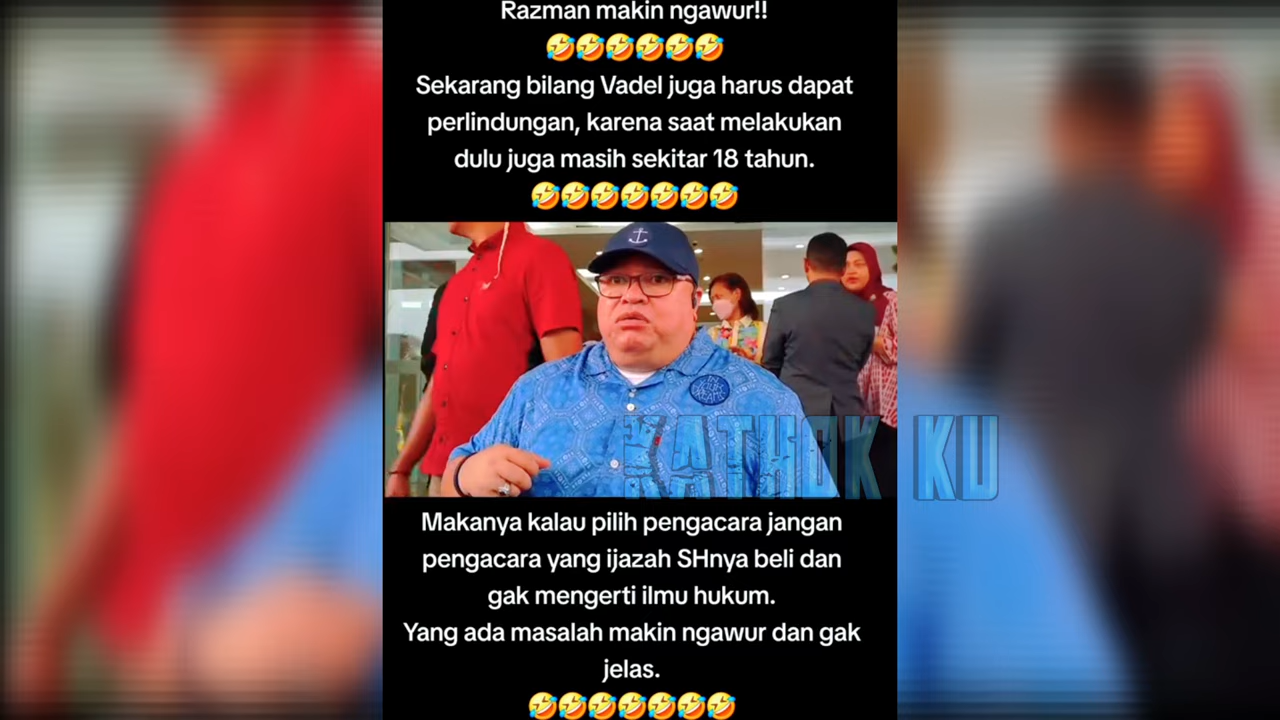 Razman makin ngawur!!
🤣🤣🤣🤣🤣🤣
Sekarang bilang Vadel juga harus dapat
perlindungan, karena saat melakukan
dulu juga masih sekitar 18 tahun.
🤣🤣🤣🤣🤣🤣🤣
KATHOK KU
Makanya kalau pilih pengacara jangan
pengacara yang ijazah SHnya beli dan
gak mengerti ilmu hukum.
Yang ada masalah makin ngawur dan gak
jelas.
🤣🤣🤣🤣🤣🤣🤣